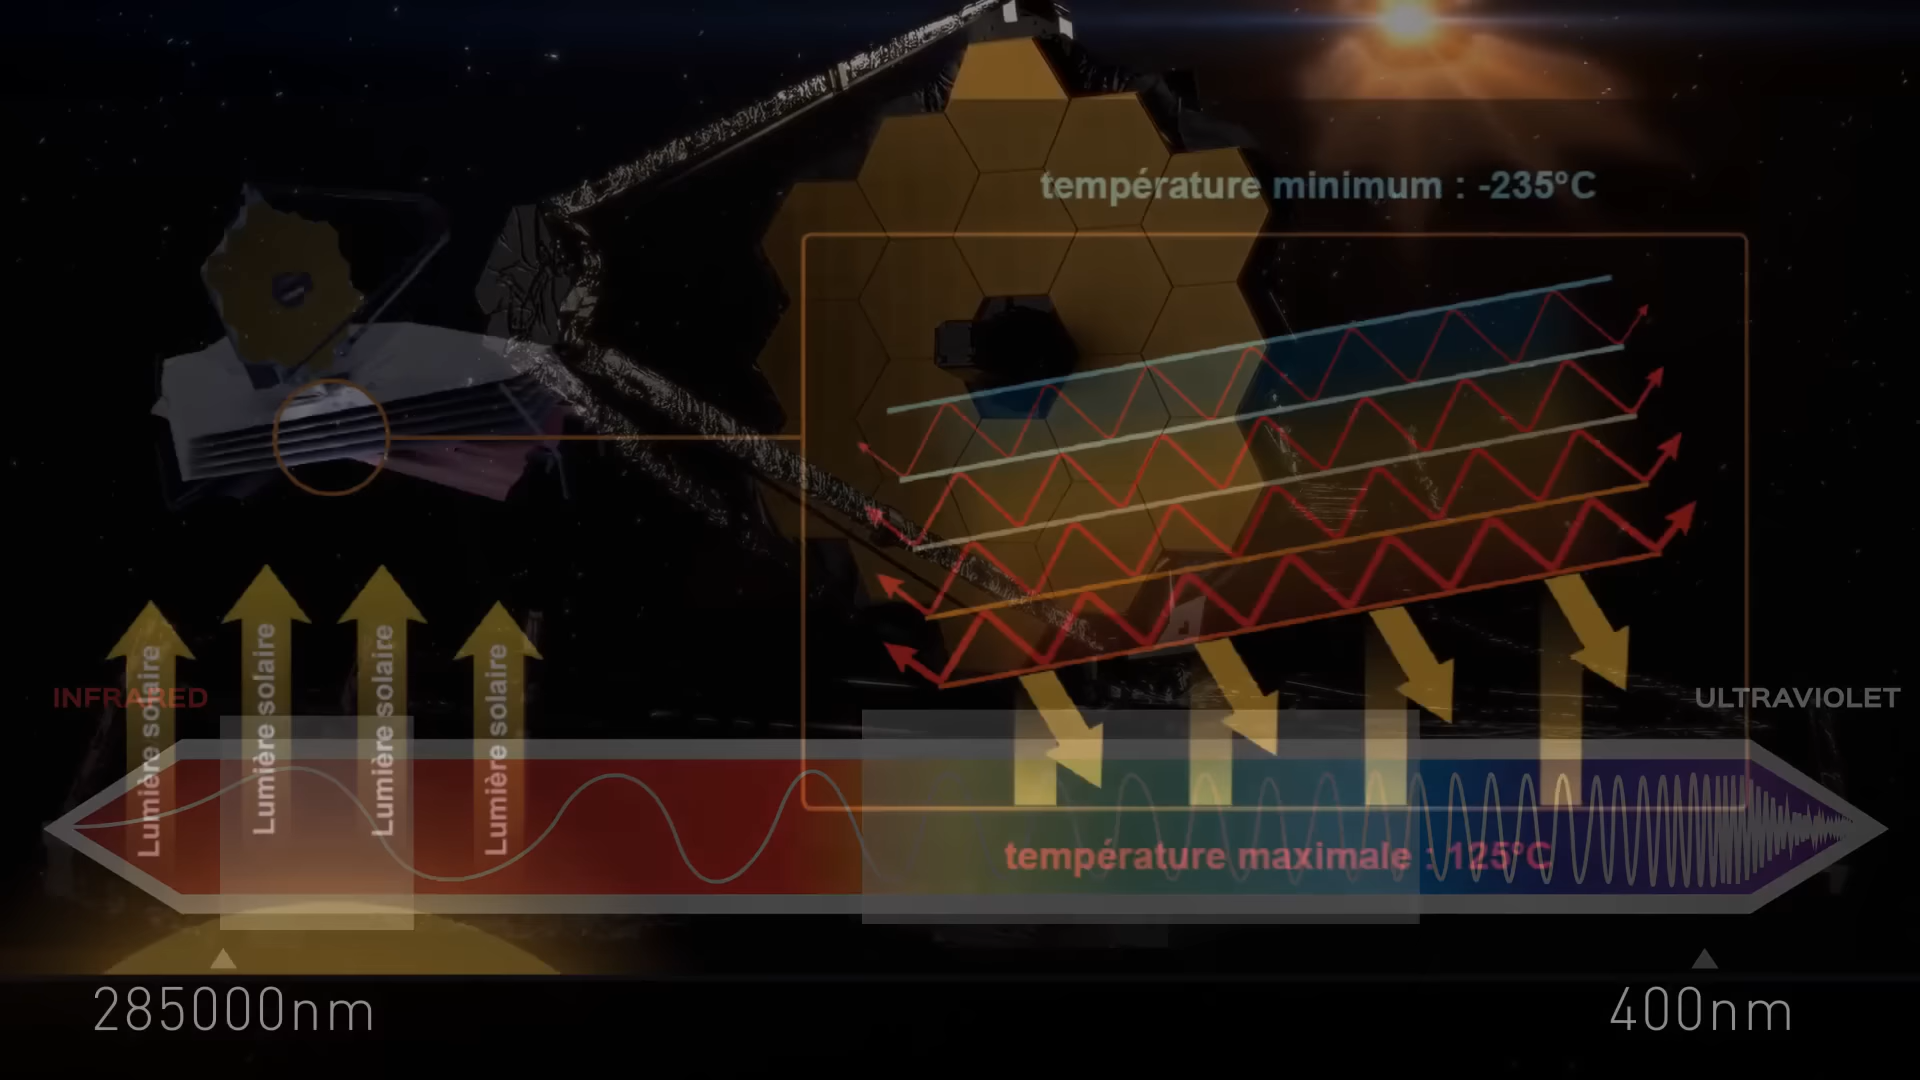 température minimum : -235°C
INFRARED
ULTRAVIOLET
Lumière solaire
Lumière solaire
Lumière solaire
Lumière solaire
température maximale : 125°C
285000nm
400nm